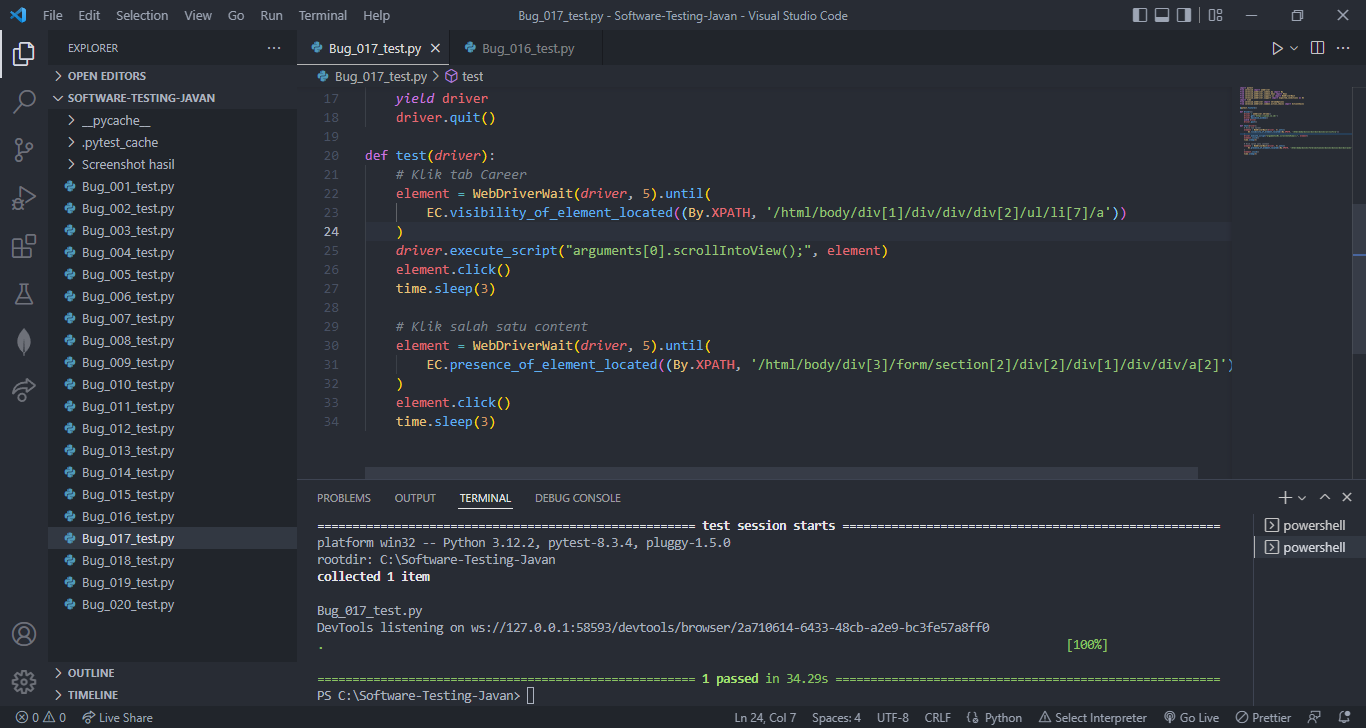 File Edit Selection View Go Run Terminal Help
Bug_017_test.py - Software-Testing-Javan - Visual Studio Code
EXPLORER
OPEN EDITORS
SOFTWARE-TESTING-JAVAN
__pycache__
.pytest_cache
Screenshot hasil
Bug_001_test.py
Bug_002_test.py
Bug_003_test.py
Bug_004_test.py
Bug_005_test.py
Bug_006_test.py
Bug_007_test.py
Bug_008_test.py
Bug_009_test.py
Bug_010_test.py
Bug_011_test.py
Bug_012_test.py
Bug_013_test.py
Bug_014_test.py
Bug_015_test.py
Bug_016_test.py
Bug_017_test.py
Bug_018_test.py
Bug_019_test.py
Bug_020_test.py
OUTLINE
TIMELINE
Bug_017_test.py Bug_016_test.py
Bug_017_test.py > test
17 yield driver
18 driver.quit()
19
20 def test(driver):
21 # Klik tab Career
22 element = WebDriverWait(driver, 5).until(
23 EC.visibility_of_element_located((By.XPATH, '/html/body/div[1]/div/div/div[2]/ul/li[7]/a'))
24 )
25 driver.execute_script("arguments[0].scrollIntoView();", element)
26 element.click()
27 time.sleep(3)
28
29 # Klik salah satu content
30 element = WebDriverWait(driver, 5).until(
31 EC.presence_of_element_located((By.XPATH, '/html/body/div[3]/form/section[2]/div[2]/div[1]/div/div/a[2]')
32 )
33 element.click()
34 time.sleep(3)
PROBLEMS OUTPUT TERMINAL DEBUG CONSOLE
====================================================== test session starts ======================================================
platform win32 -- Python 3.12.2, pytest-8.3.4, pluggy-1.5.0
rootdir: C:\Software-Testing-Javan
collected 1 item
Bug_017_test.py
DevTools listening on ws://127.0.0.1:58593/devtools/browser/2a710614-6433-48cb-a2e9-bc3fe57a8ff0
. [100%]
====================================================== 1 passed in 34.29s =======================================================
PS C:\Software-Testing-Javan>
powershell
powershell
0 0 Live Share Ln 24, Col 7 Spaces: 4 UTF-8 CRLF {} Python Select Interpreter Go Live Prettier